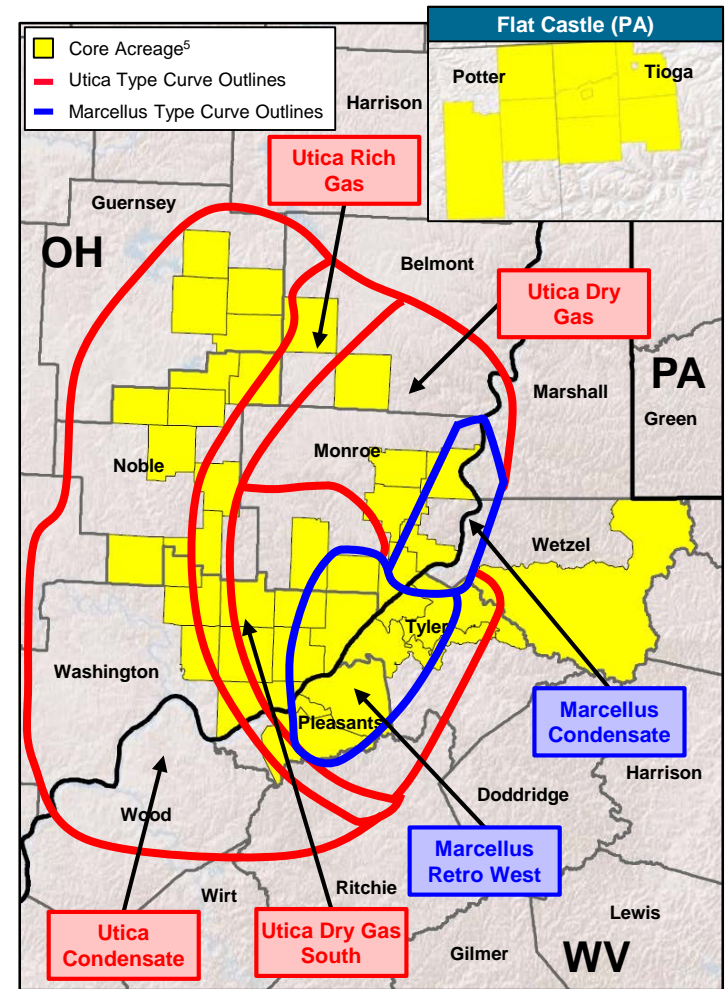 Core Acreage5
Utica Type Curve Outlines
Marcellus Type Curve Outlines
Flat Castle (PA)
Potter
Tioga
Harrison
Utica Rich
Gas
Guernsey
OH
Belmont
Utica Dry
Gas
Marshall
PA
Green
Noble
Monroe
Wetzel
Tyler
Washington
Pleasants
Marcellus
Condensate
Harrison
Doddridge
Wood
Marcellus
Retro West
Wirt
Ritchie
Lewis
Utica
Condensate
Utica Dry Gas
South
Gilmer
WV